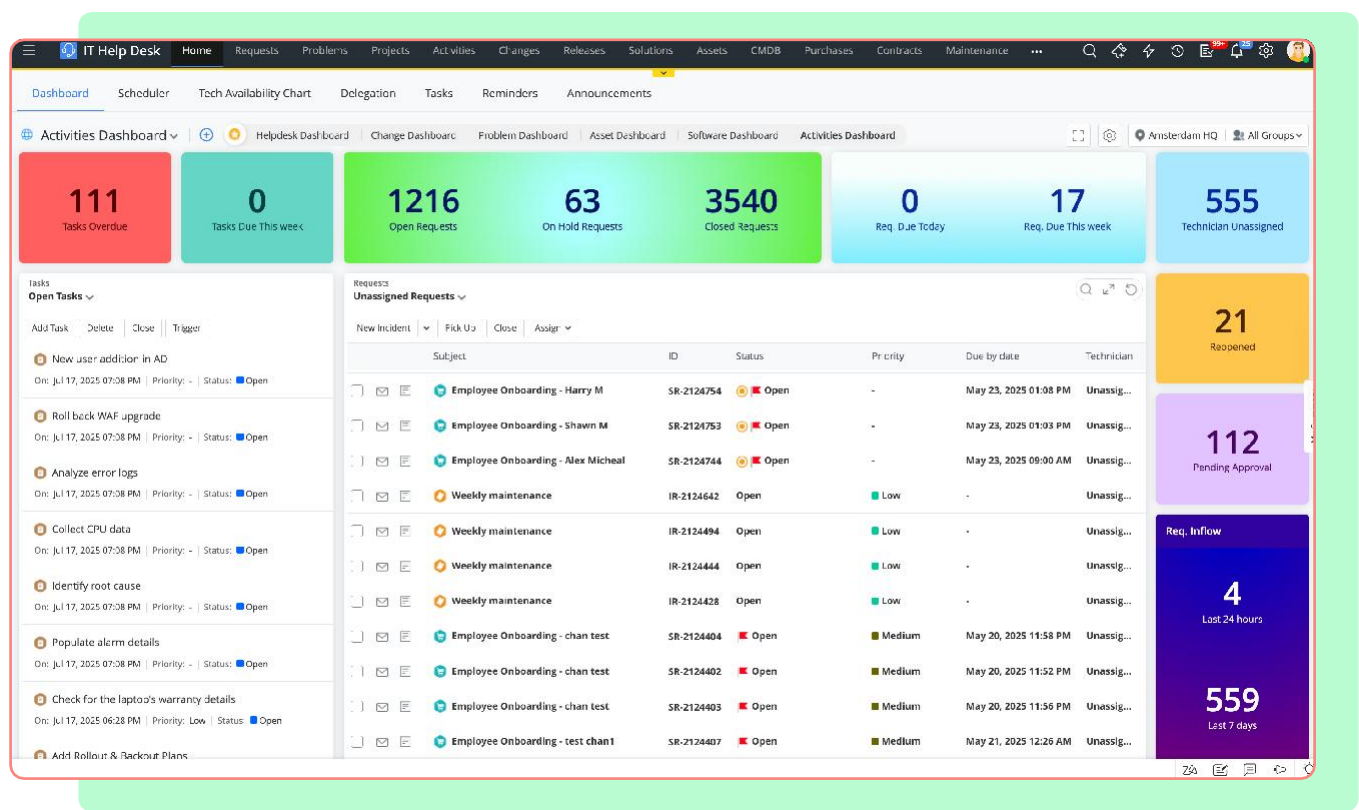 IT Help Desk Home Requests Problems Projects Activities Changes Releases Solutions Assets CMDB Purchases Contracts Maintenance ... 99+ 25
Dashboard Scheduler Tech Availability Chart Delegation Tasks Reminders Announcements
Activities Dashboard Helpdesk Dashboard Change Dashboard Problem Dashboard Asset Dashboard Software Dashboard Activities Dashboard Amsterdam HQ All Groups
111
Tasks Overdue
0
Tasks Due This week
1216
Open Requests
63
On Hold Requests
3540
Closed Requests
0
Req. Due Today
17
Req. Due This week
555
Technician Unassigned
Tasks
Open Tasks
Add Task Delete Close Trigger
New user addition in AD
On: Jul 17, 2025 07:08 PM | Priority: - | Status: Open
Roll back WAF upgrade
On: Jul 17, 2025 07:08 PM | Priority: - | Status: Open
Analyze error logs
On: Jul 17, 2025 07:08 PM | Priority: - | Status: Open
Collect CPU data
On: Jul 17, 2025 07:08 PM | Priority: - | Status: Open
Identify root cause
On: Jul 17, 2025 07:08 PM | Priority: - | Status: Open
Populate alarm details
On: Jul 17, 2025 07:08 PM | Priority: - | Status: Open
Check for the laptop's warranty details
On: Jul 17, 2025 06:28 PM | Priority: Low | Status: Open
Add Rollout & Backout Plans
Requests
Unassigned Requests
New Incident Pick Up Close Assign
Subject ID Status Priority Due by date Technician
Employee Onboarding - Harry M SR-2124754 Open - May 23, 2025 01:08 PM Unassig...
Employee Onboarding - Shawn M SR-2124753 Open - May 23, 2025 01:03 PM Unassig...
Employee Onboarding - Alex Micheal SR-2124744 Open - May 23, 2025 09:00 AM Unassig...
Weekly maintenance IR-2124642 Open Low - Unassig...
Weekly maintenance IR-2124494 Open Low - Unassig...
Weekly maintenance IR-2124444 Open Low - Unassig...
Weekly maintenance IR-2124428 Open Low - Unassig...
Employee Onboarding - chan test SR-2124404 Open Medium May 20, 2025 11:58 PM Unassig...
Employee Onboarding - chan test SR-2124402 Open Medium May 20, 2025 11:52 PM Unassig...
Employee Onboarding - chan test SR-2124403 Open Medium May 20, 2025 11:56 PM Unassig...
Employee Onboarding - test chan1 SR-2124407 Open Medium May 21, 2025 12:26 AM Unassig...
21
Reopened
112
Pending Approval
Req. Inflow
4
Last 24 hours
559
Last 7 days